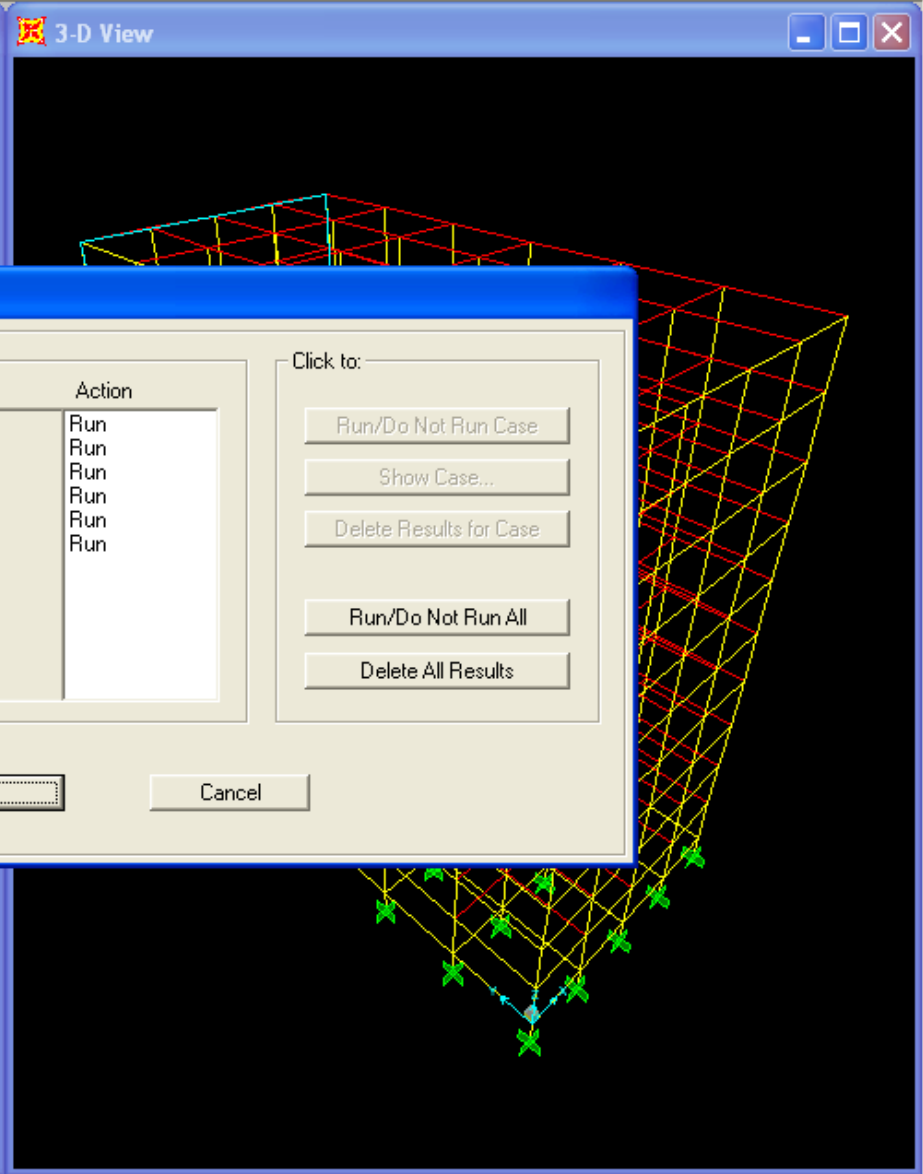 3-D View
Click to:
Action
Run
Run
Run
Run
Run
Run
Run/Do Not Run Case
Show Case...
Delete Results for Case
Run/Do Not Run All
Delete All Results
Cancel